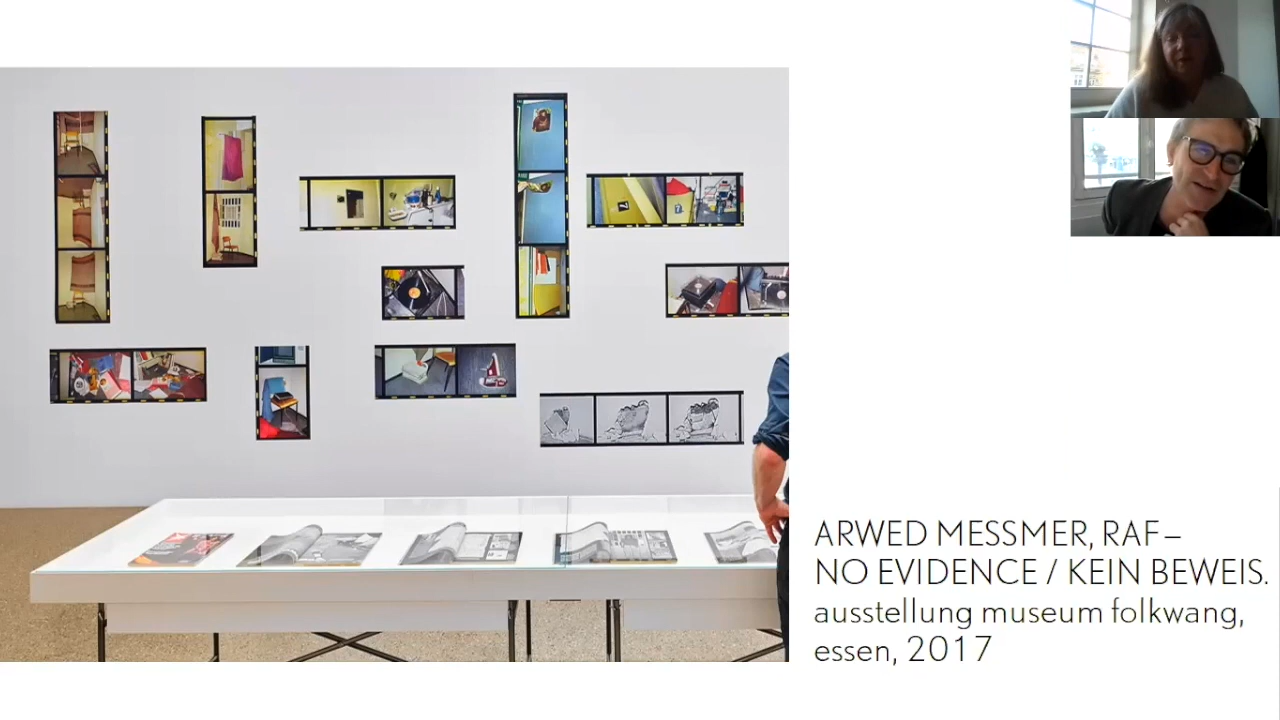 ARWED MESSMER, RAF –
NO EVIDENCE / KEIN BEWEIS.
ausstellung museum folkwang,
essen, 2017